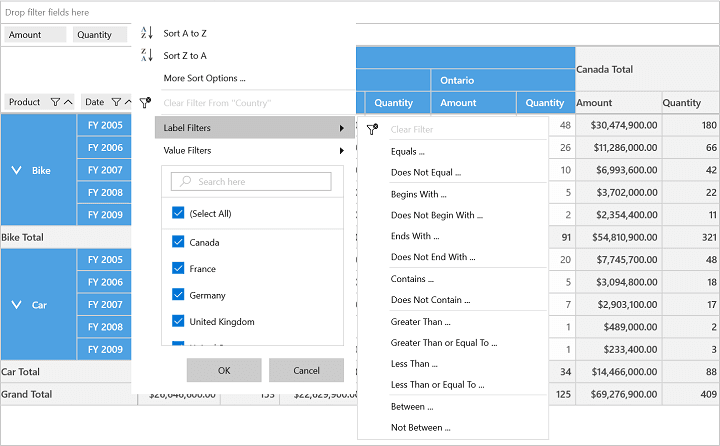 Drop filter fields here
Amount Quantity
Sort A to Z
Sort Z to A
More Sort Options ...
Clear Filter From "Country"
Label Filters
Value Filters
Search here
(Select All)
Canada
France
Germany
United Kingdom
OK Cancel
Clear Filter
Equals ...
Does Not Equal ...
Begins With ...
Does Not Begin With ...
Ends With ...
Does Not End With ...
Contains ...
Does Not Contain ...
Greater Than ...
Greater Than or Equal To ...
Less Than ...
Less Than or Equal To ...
Between ...
Not Between ...
Ontario Canada Total
Product Date Quantity Amount Quantity Amount Quantity
Bike FY 2005 48 $30,474,900.00 180
FY 2006 26 $11,286,000.00 66
FY 2007 10 $6,993,600.00 42
FY 2008 5 $3,702,000.00 22
FY 2009 2 $2,354,400.00 11
Bike Total 91 $54,810,900.00 321
Car FY 2005 20 $7,745,700.00 48
FY 2006 5 $3,094,800.00 18
FY 2007 7 $2,903,100.00 17
FY 2008 1 $489,000.00 2
FY 2009 1 $233,400.00 3
Car Total 34 $14,466,000.00 88
Grand Total 125 $69,276,900.00 409